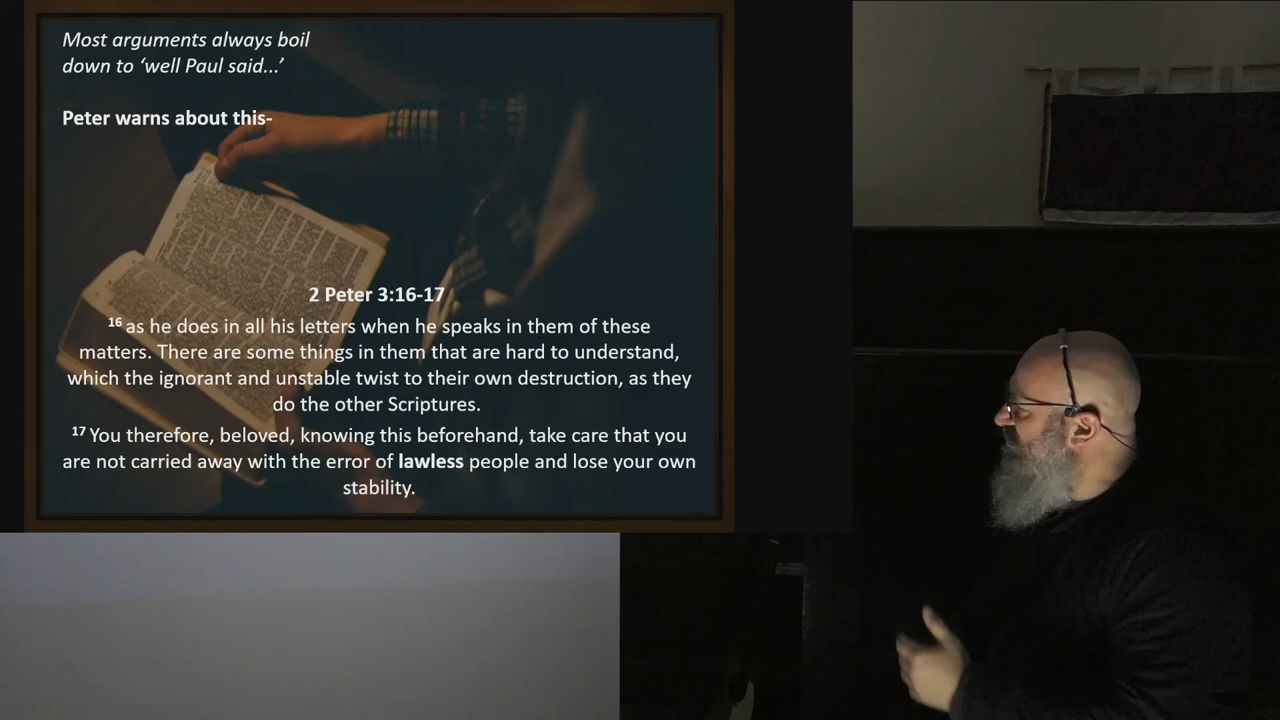 Most arguments always boil
down to ‘well Paul said...’
Peter warns about this-
2 Peter 3:16-17
16 as he does in all his letters when he speaks in them of these
matters. There are some things in them that are hard to understand,
which the ignorant and unstable twist to their own destruction, as they
do the other Scriptures.
17 You therefore, beloved, knowing this beforehand, take care that you
are not carried away with the error of lawless people and lose your own
stability.